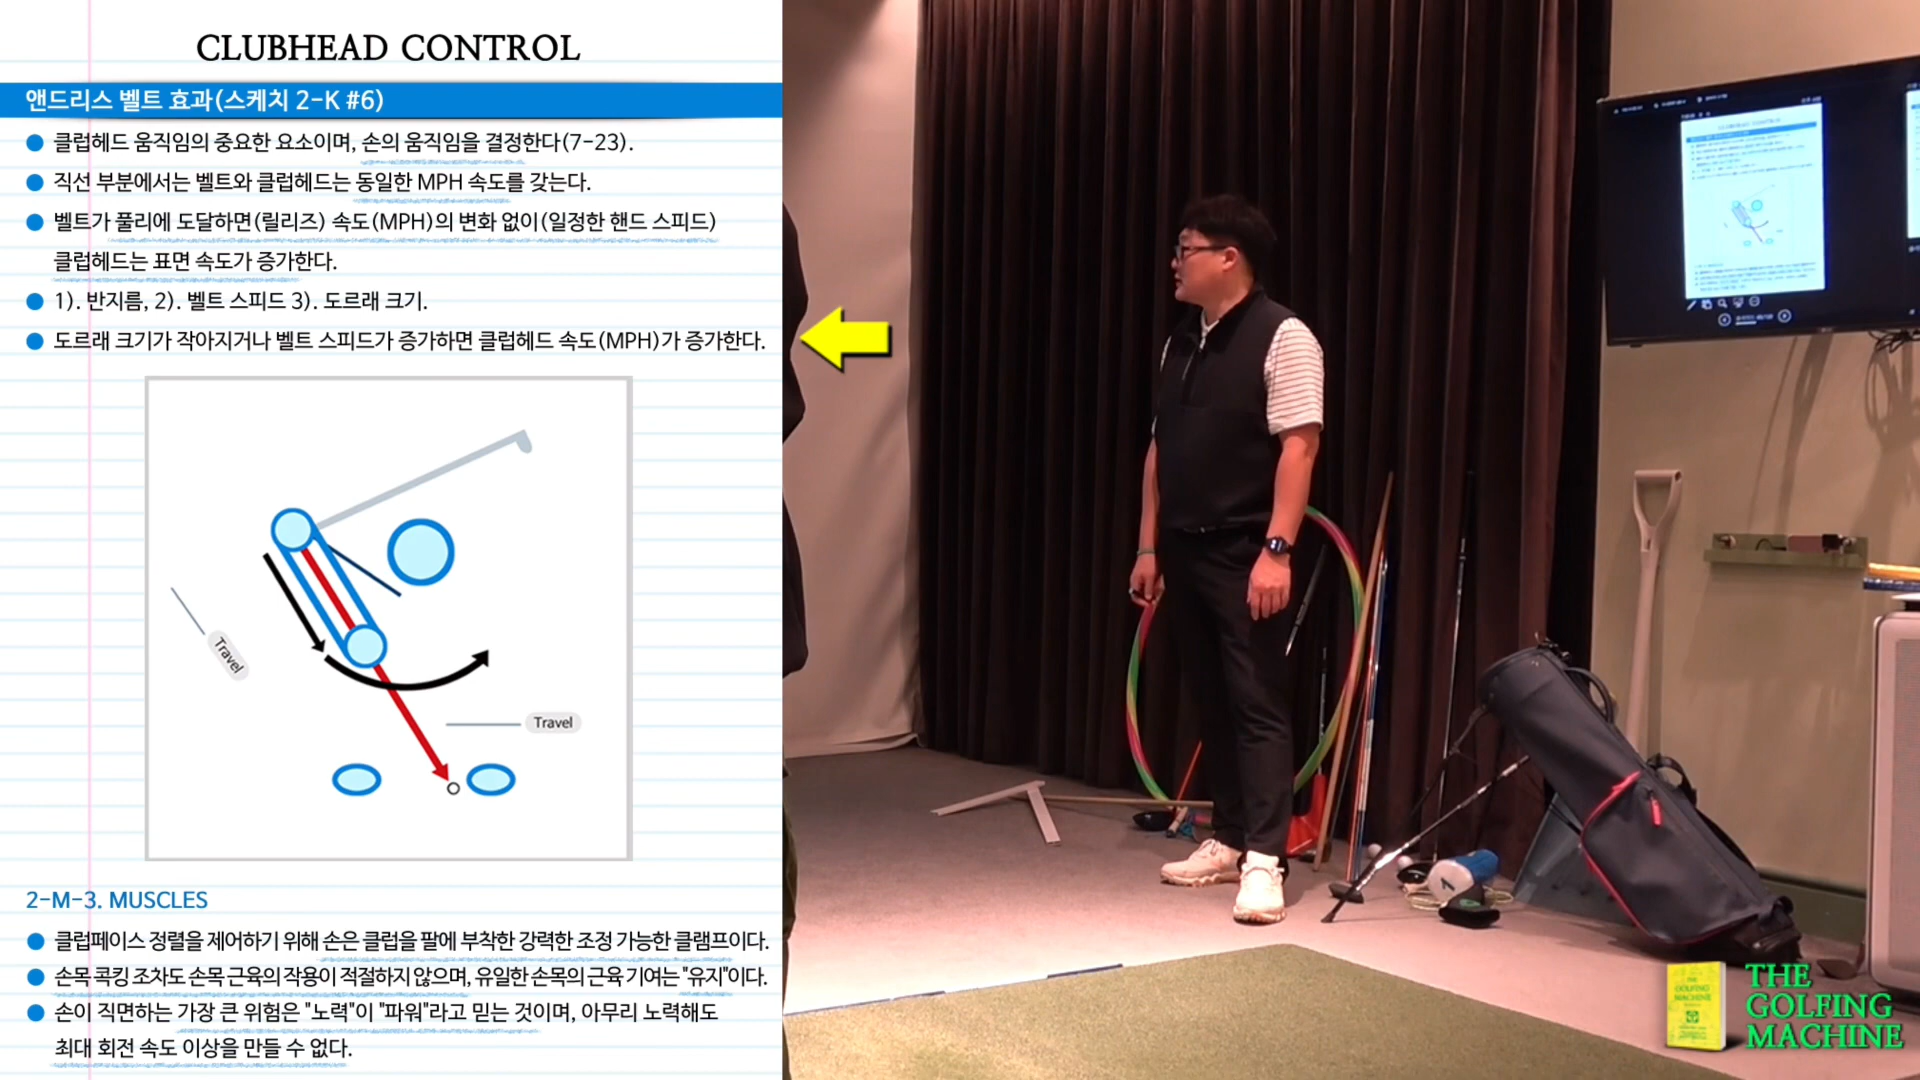 CLUBHEAD CONTROL
앤드리스 벨트 효과(스케치 2-K #6)
클럽헤드 움직임의 중요한 요소이며, 손의 움직임을 결정한다(7-23).
직선 부분에서는 벨트와 클럽헤드는 동일한 MPH 속도를 갖는다.
벨트가 풀리에 도달하면(릴리즈) 속도(MPH)의 변화 없이(일정한 핸드 스피드)
클럽헤드는 표면 속도가 증가한다.
1). 반지름, 2). 벨트 스피드 3). 도르래 크기.
도르래 크기가 작아지거나 벨트 스피드가 증가하면 클럽헤드 속도(MPH)가 증가한다.
Travel
Travel
2-M-3. MUSCLES
클럽페이스 정렬을 제어하기 위해 손은 클럽을 팔에 부착한 강력한 조정 가능한 클램프이다.
손목 콕킹 조차도 손목 근육의 작용이 적절하지 않으며, 유일한 손목의 근육 기여는 "유지"이다.
손이 직면하는 가장 큰 위험은 "노력"이 "파워"라고 믿는 것이며, 아무리 노력해도
최대 회전 속도 이상을 만들 수 없다.
CLUBHEAD CONTROL
1
THE
GOLFING
MACHINE
THE
GOLFING
MACHINE